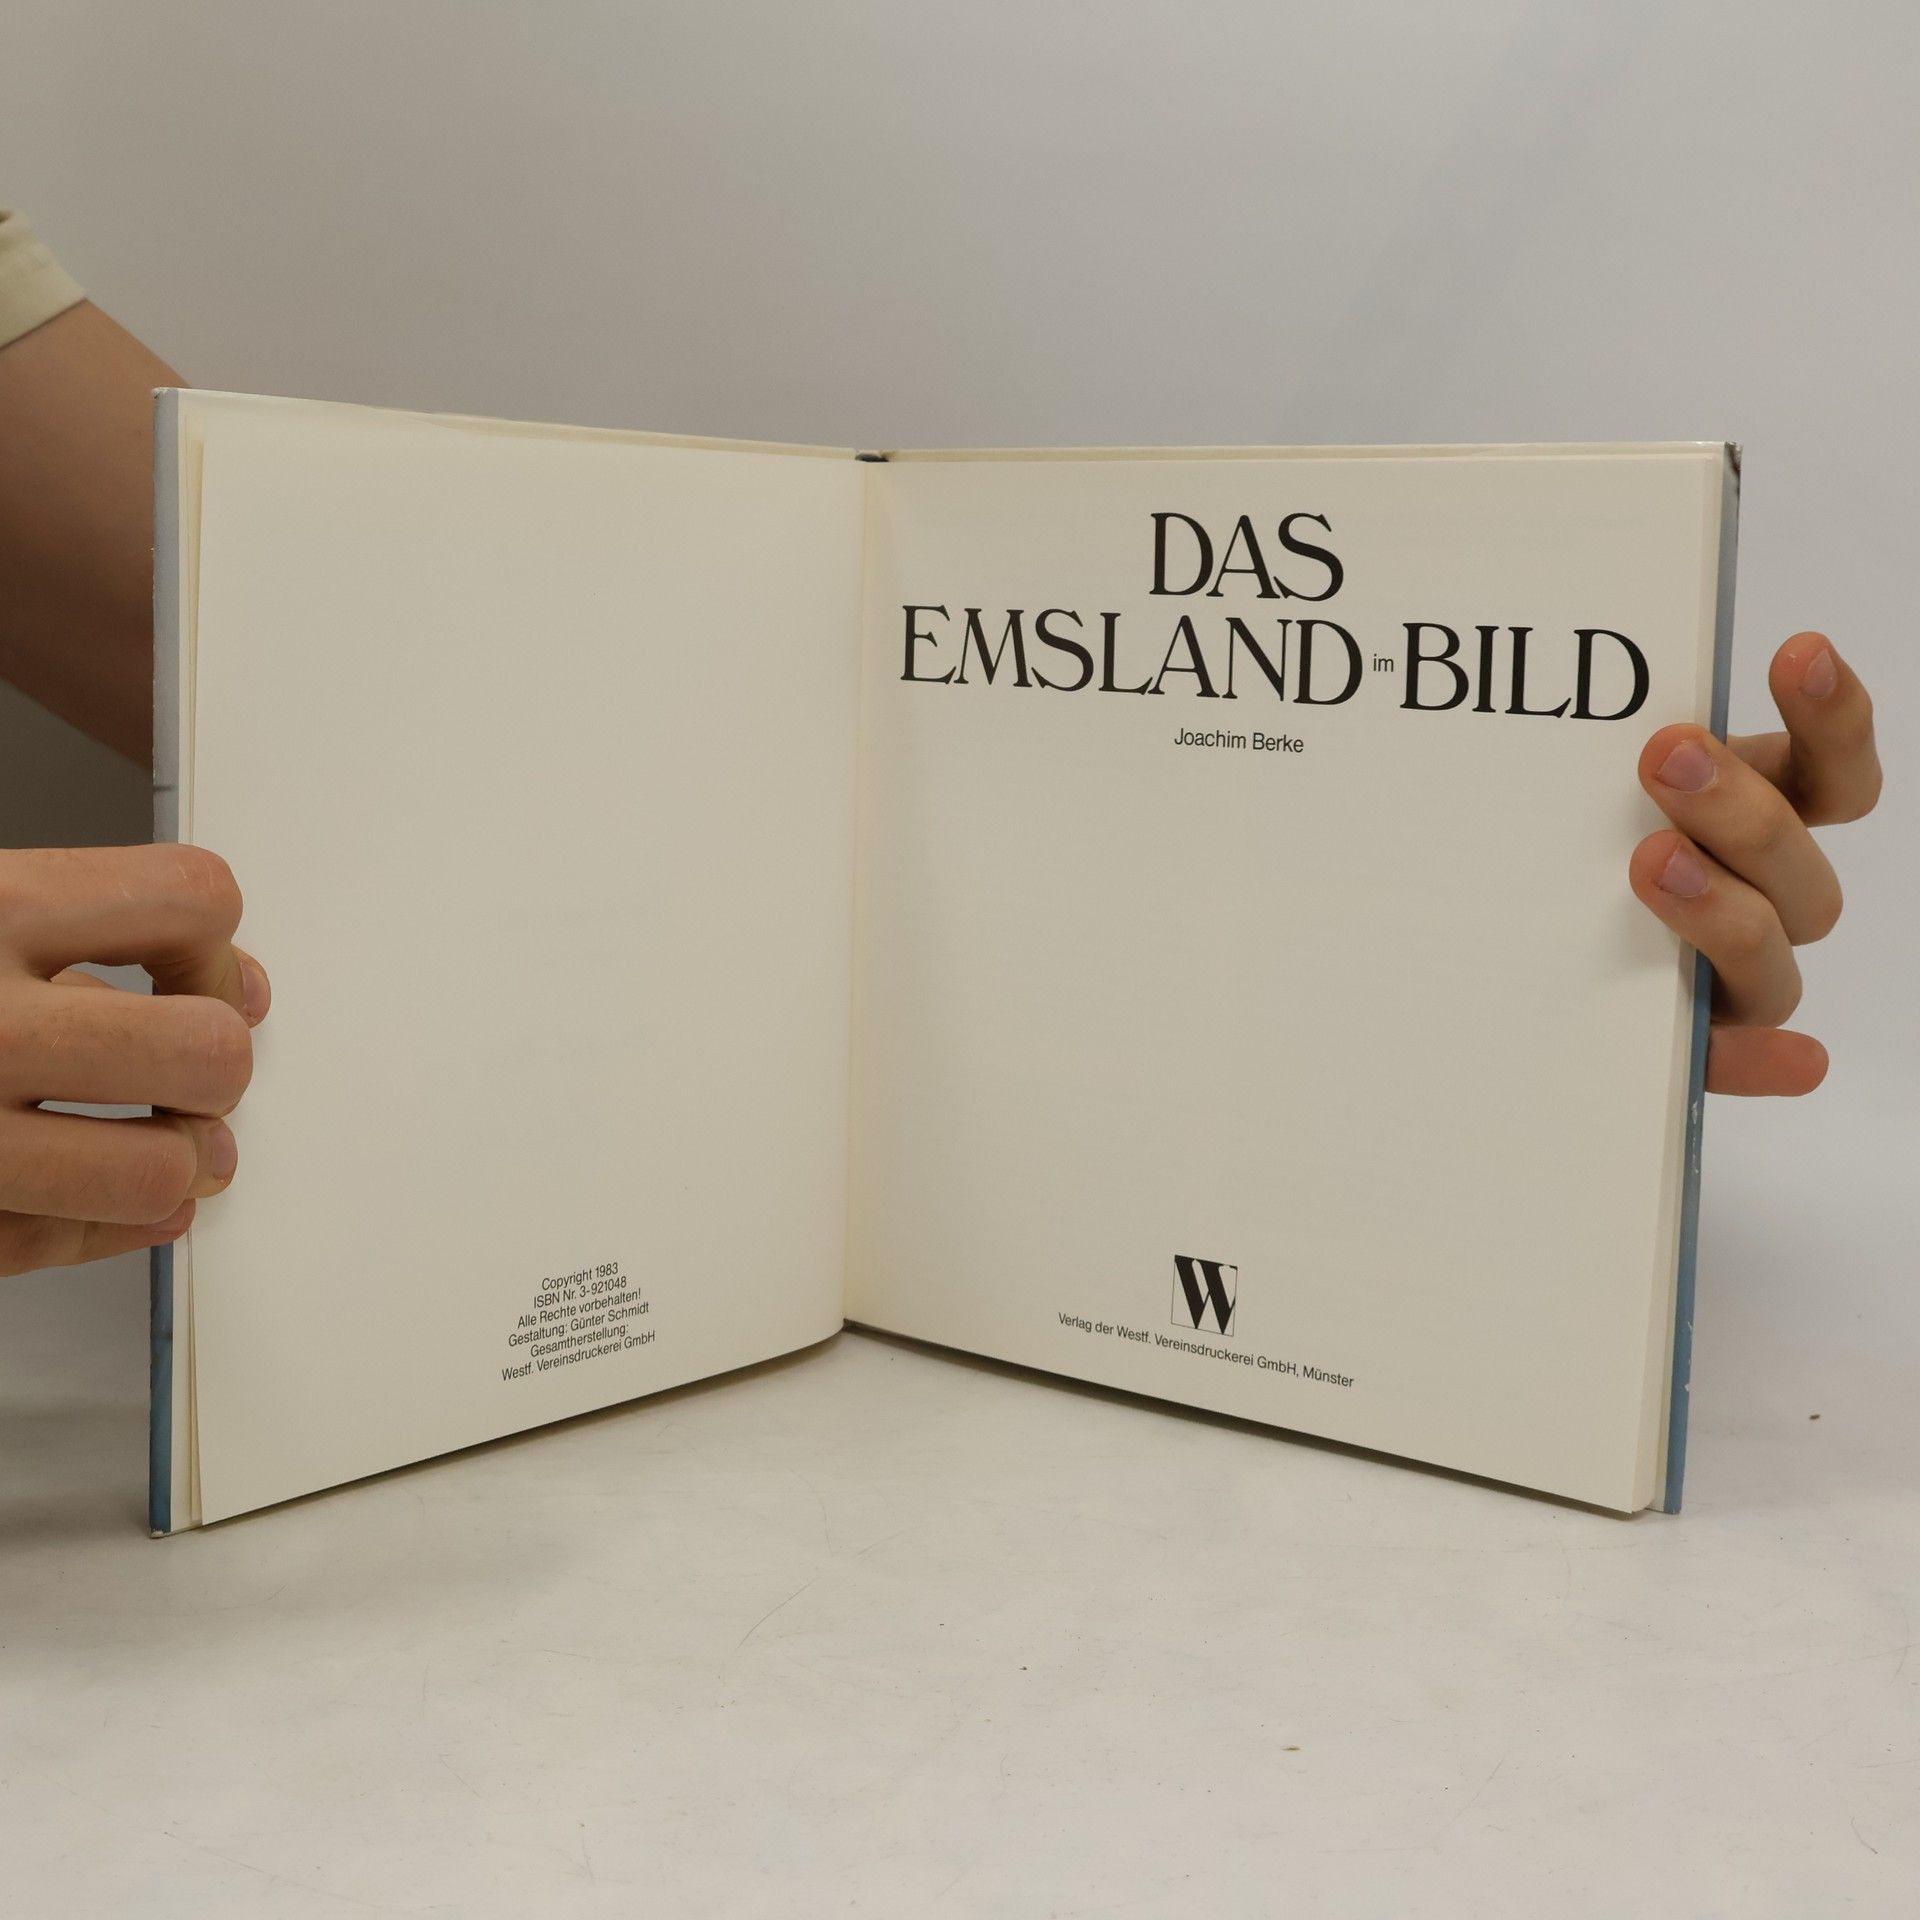 Copyright 1983
ISBN Nr. 3-921048
Alle Rechte vorbehalten!
Gestaltung: Günter Schmidt
Gesamtherstellung:
Westf. Vereinsdruckerei GmbH
DAS
EMSLAND im BILD
Joachim Berke
W
Verlag der Westf. Vereinsdruckerei GmbH, Münster